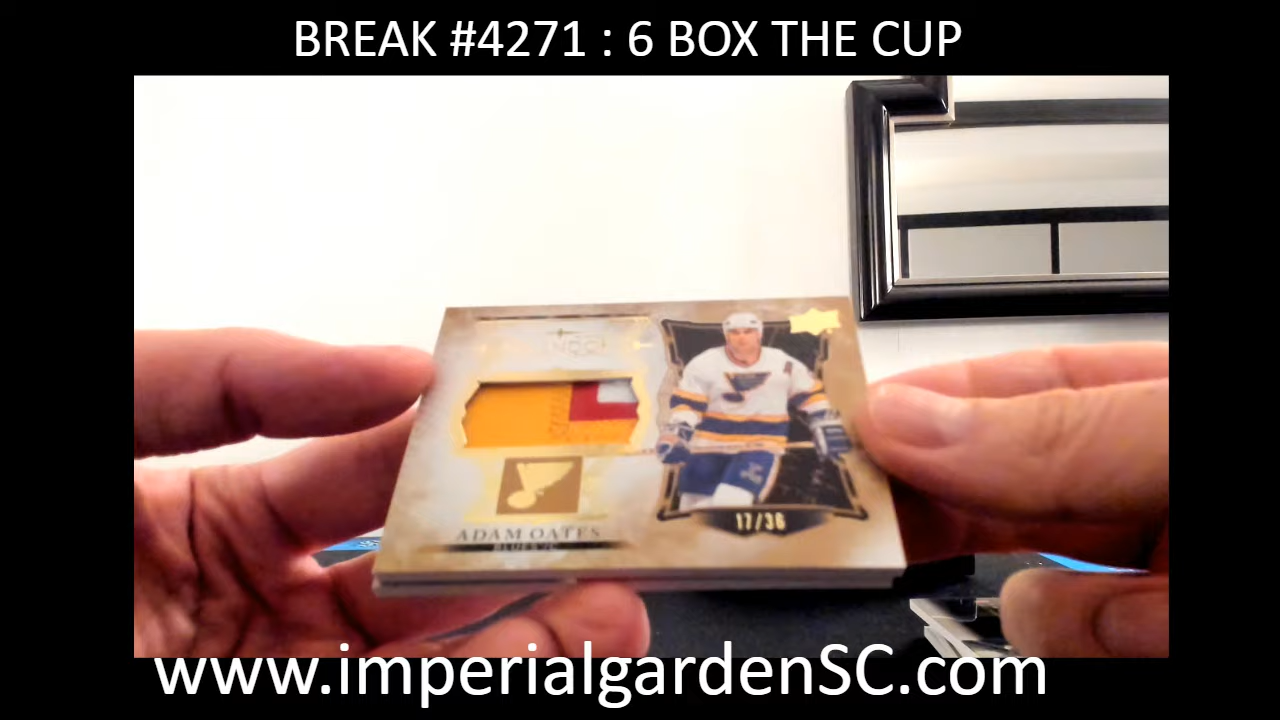 BREAK #4271 : 6 BOX THE CUP
ADAM OATES
17/36
www.imperialgardenSC.com